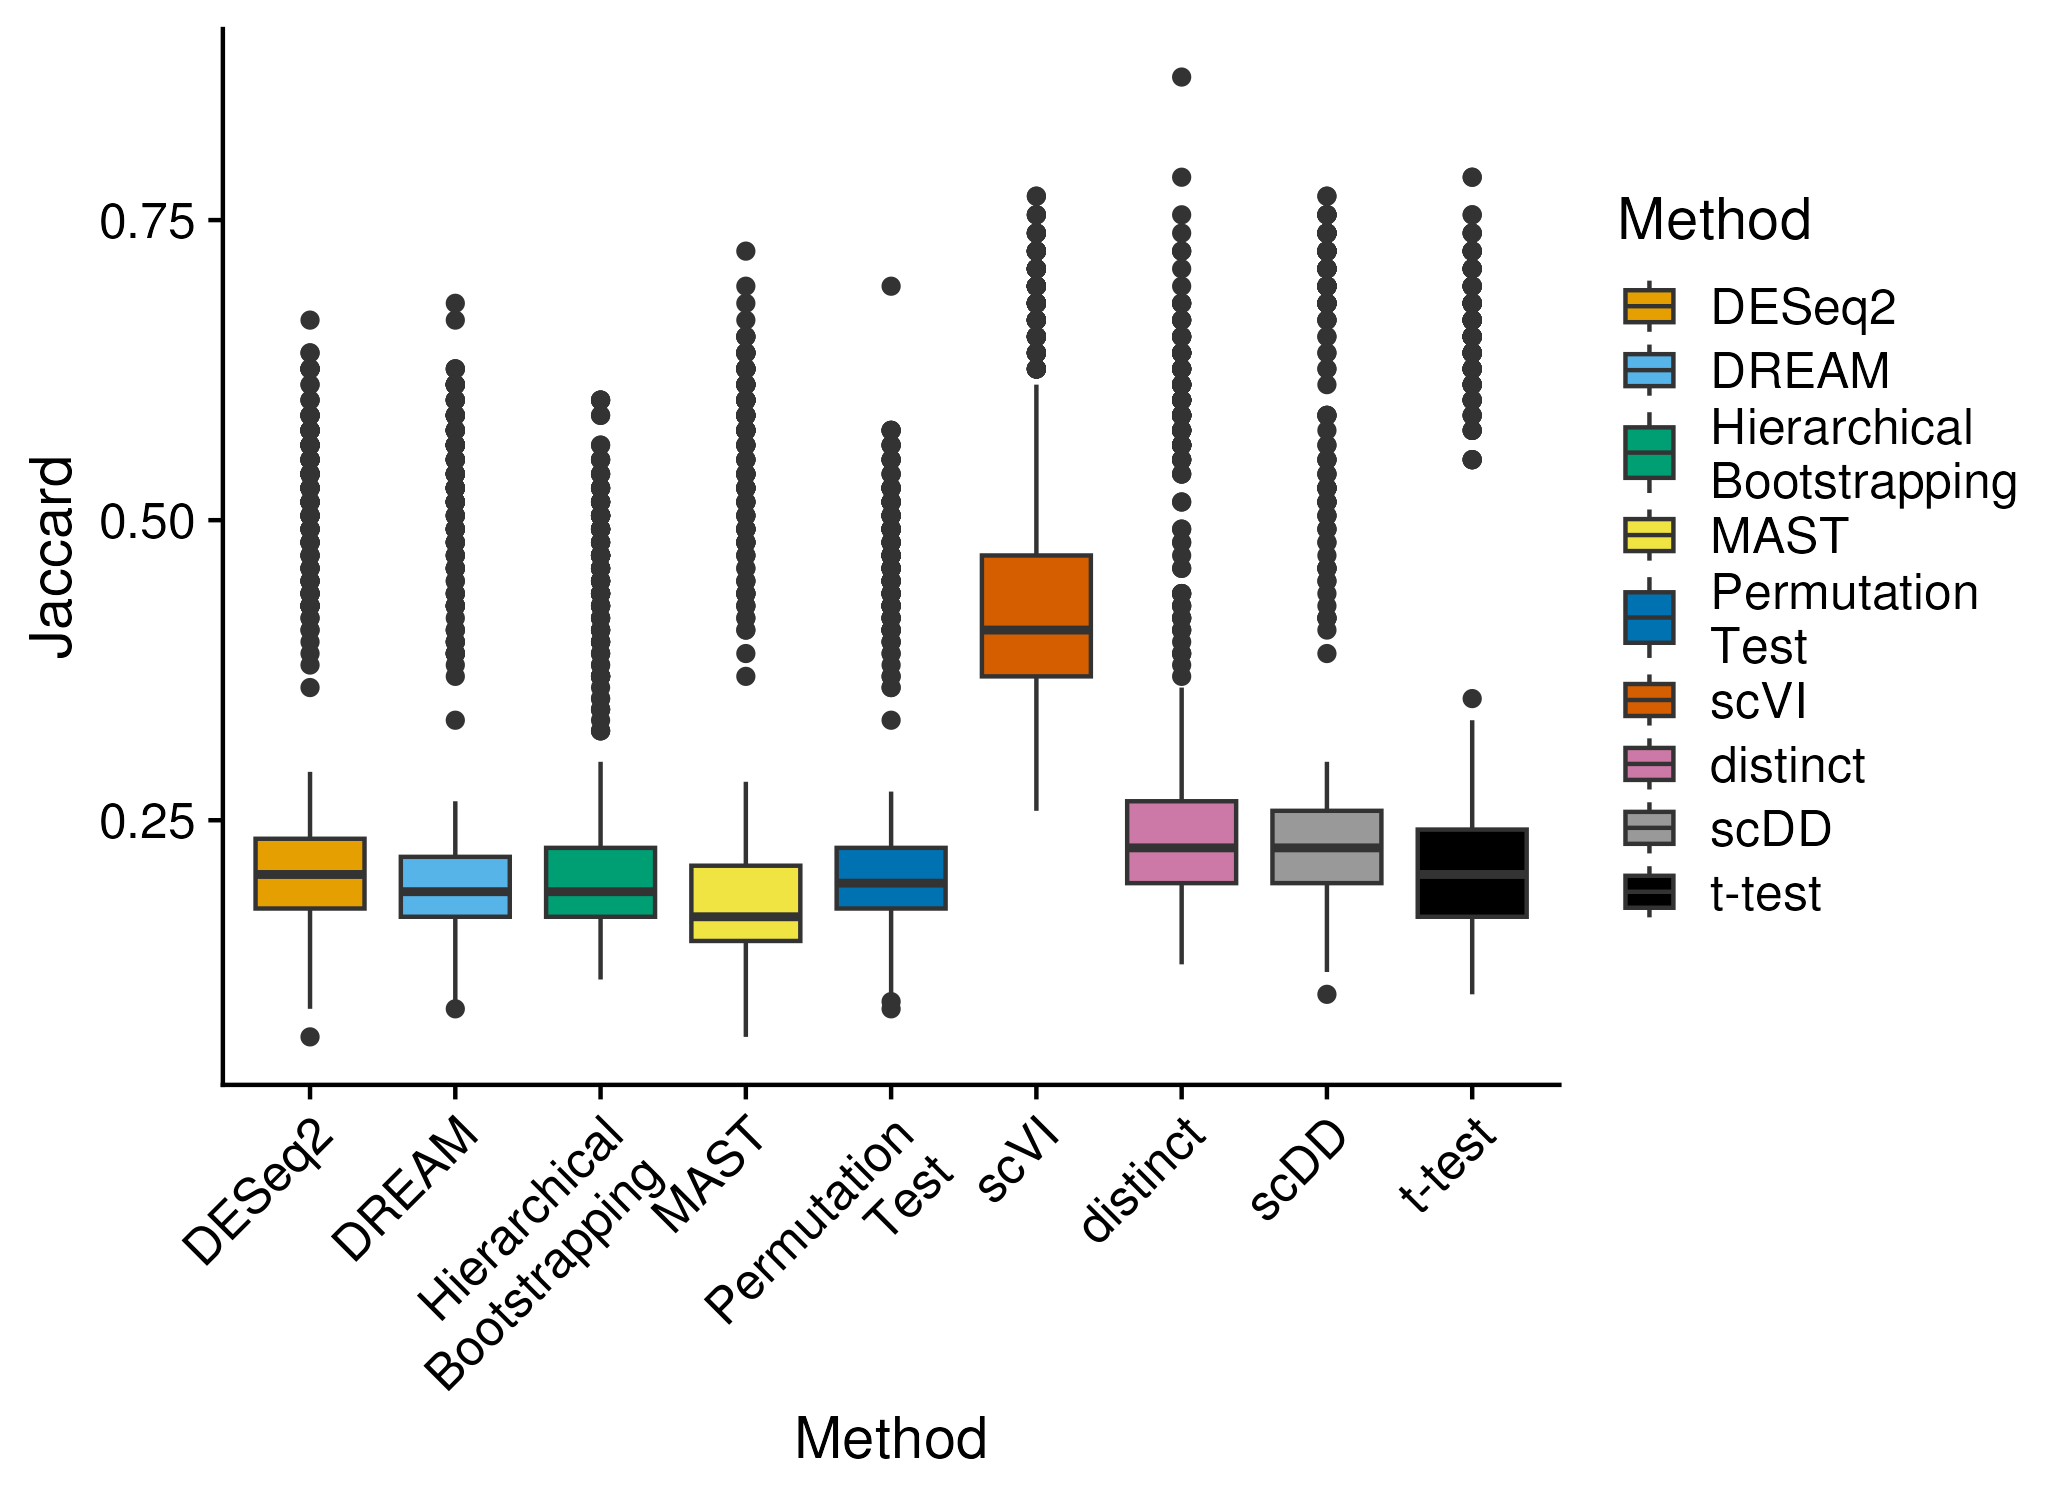 Jaccard
0.75
0.50
0.25
DESeq2
DREAM
Hierarchical
Bootstrapping
MAST
Permutation
Test
scVI
distinct
scDD
t-test
Method
Method
DESeq2
DREAM
Hierarchical
Bootstrapping
MAST
Permutation
Test
scVI
distinct
scDD
t-test